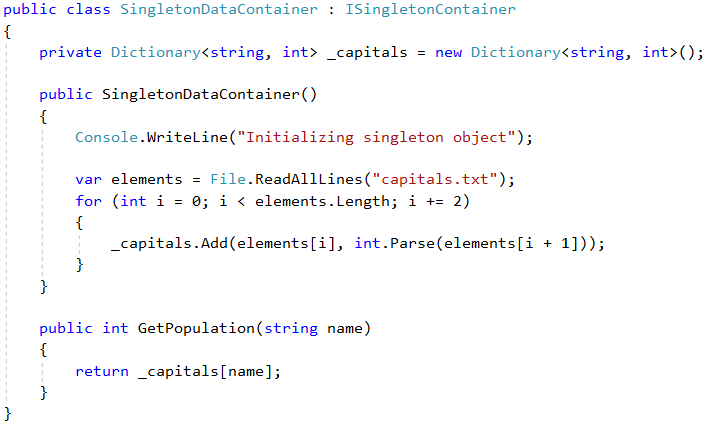 public class SingletonDataContainer : ISingletonContainer
{
    private Dictionary<string, int> _capitals = new Dictionary<string, int>();

    public SingletonDataContainer()
    {
        Console.WriteLine("Initializing singleton object");

        var elements = File.ReadAllLines("capitals.txt");
        for (int i = 0; i < elements.Length; i += 2)
        {
            _capitals.Add(elements[i], int.Parse(elements[i + 1]));
        }
    }

    public int GetPopulation(string name)
    {
        return _capitals[name];
    }
}